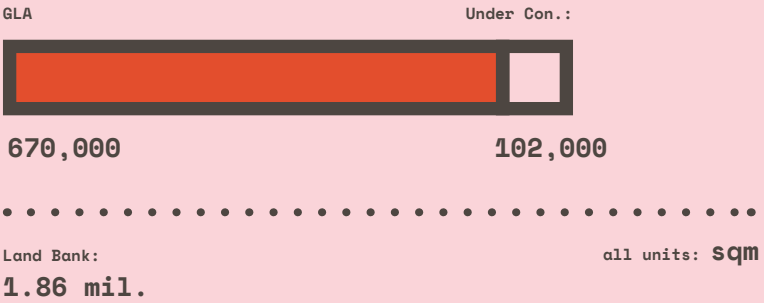 GLA
Under Con.:
670,000
102,000
Land Bank:
all units: sqm
1.86 mil.